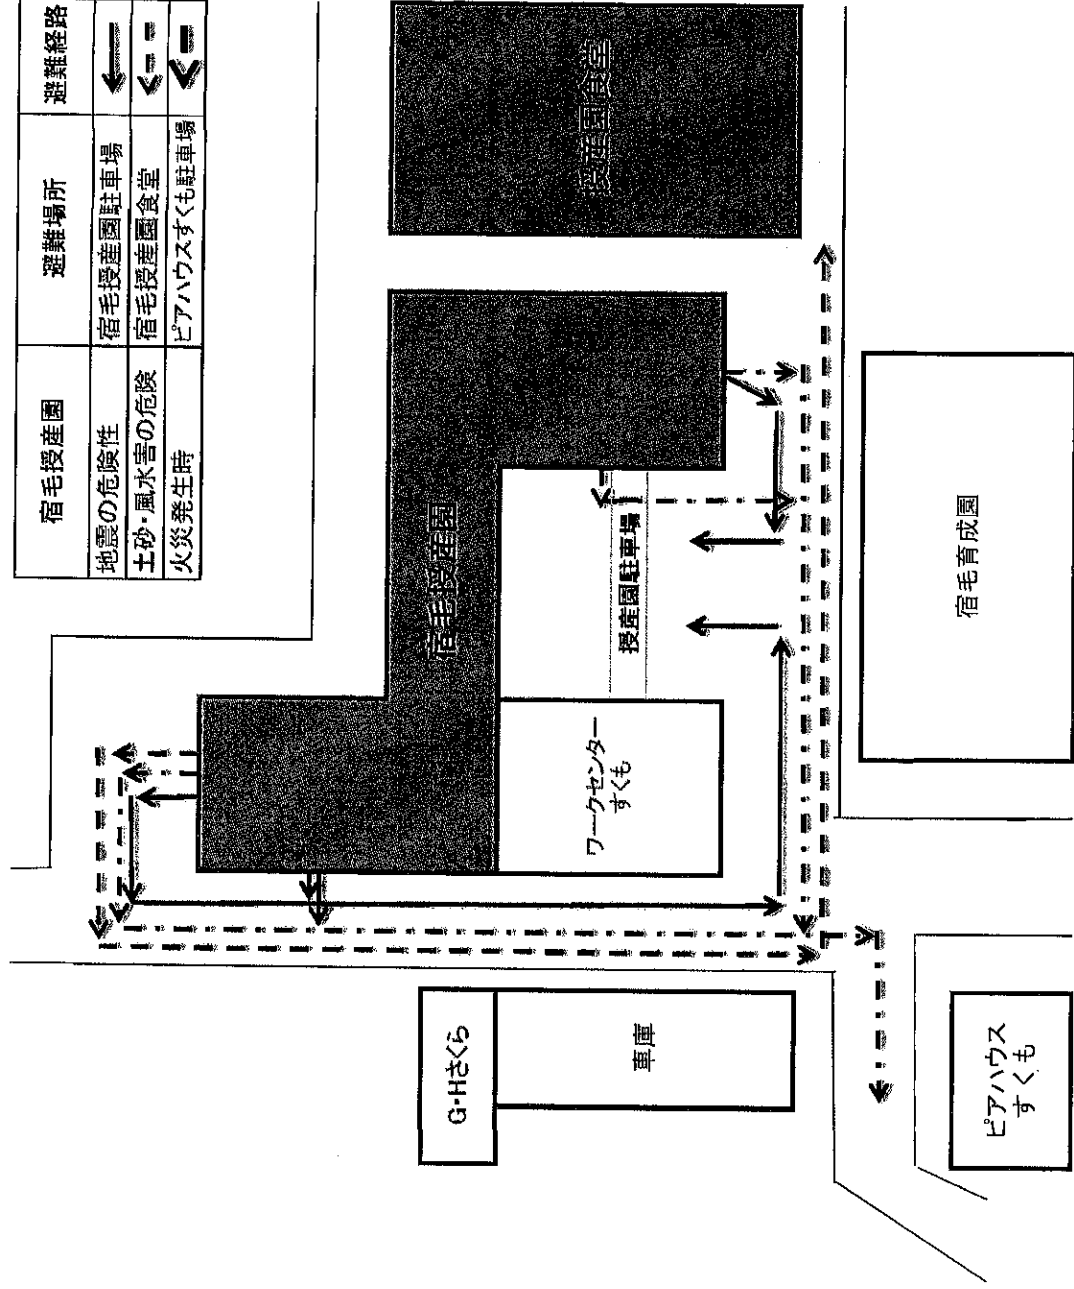 宿毛授産園 避難場所 避難経路
地震の危険性 宿毛授産園駐車場
土砂・風水害の危険 宿毛授産園食堂
火災発生時 ピアハウスすくも駐車場
G・Hさくら
車庫
ピアハウス
すくも
宿毛授産園
ワークセンター
すくも
授産園駐車場
宿毛育成園
授産園食堂